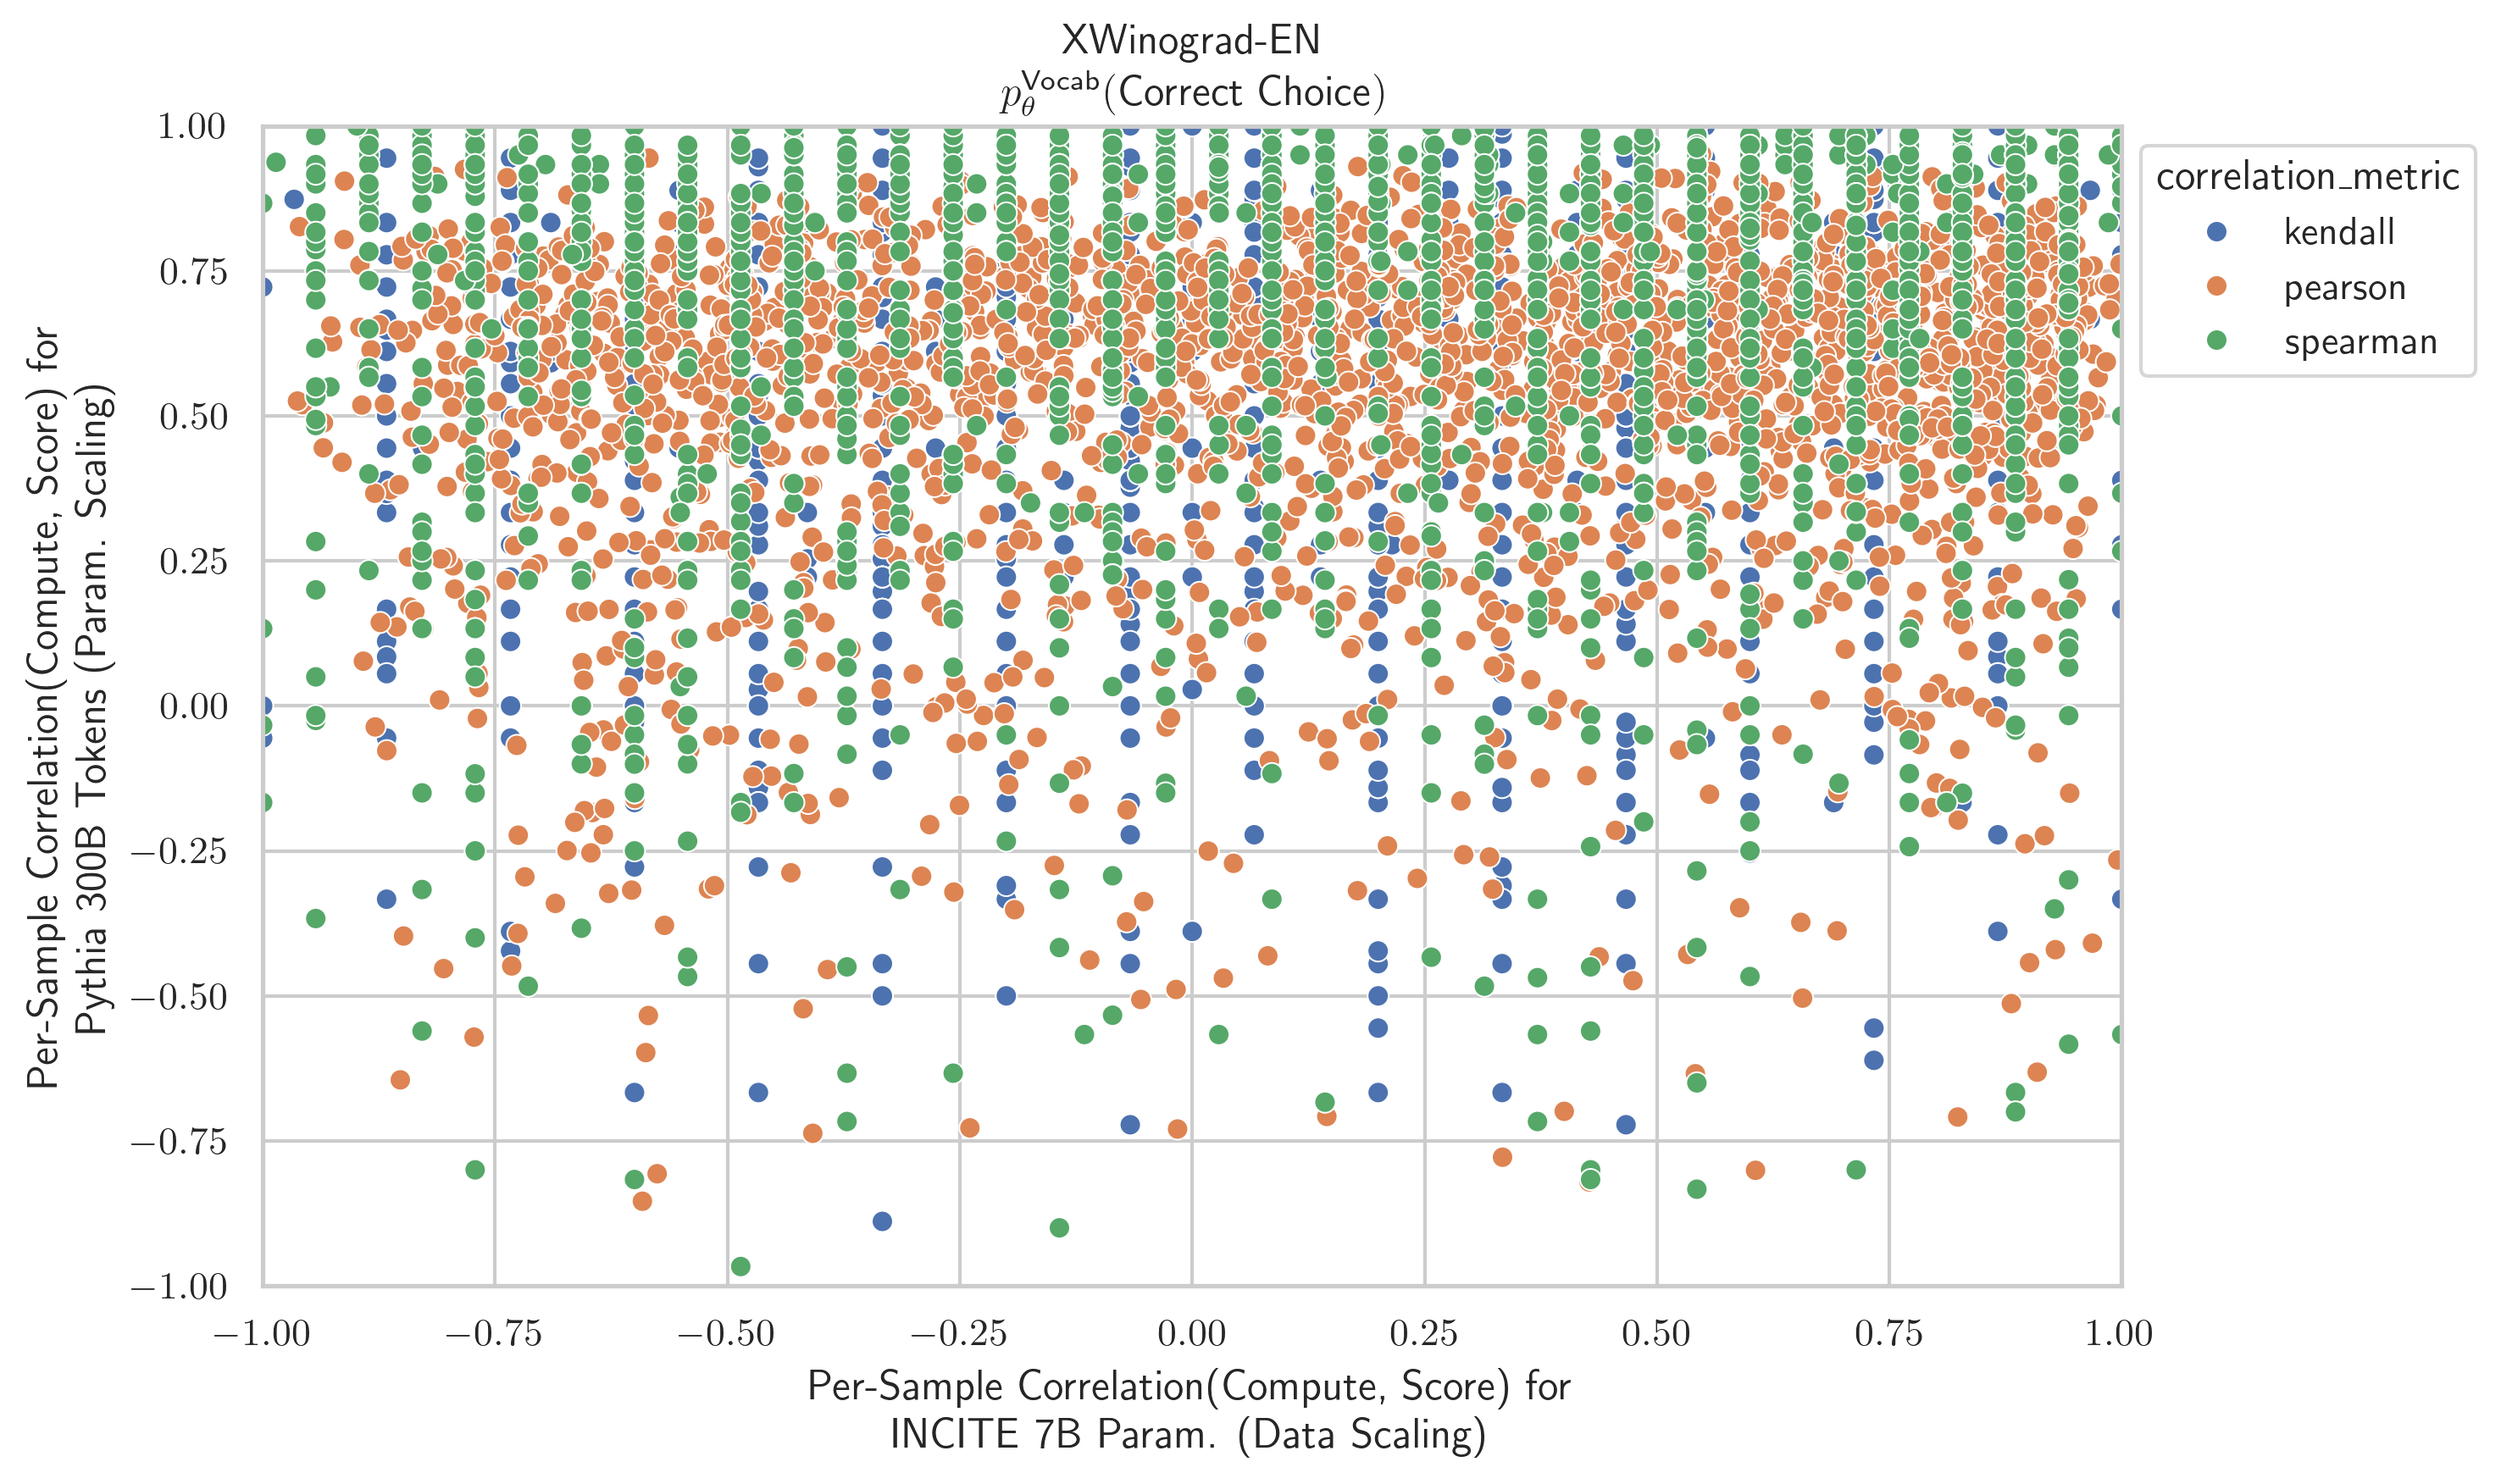 XWinograd-EN
p_θ^Vocab(Correct Choice)
Per-Sample Correlation(Compute, Score) for
Pythia 300B Tokens (Param. Scaling)
1.00
0.75
0.50
0.25
0.00
−0.25
−0.50
−0.75
−1.00
correlation_metric
kendall
pearson
spearman
−1.00 −0.75 −0.50 −0.25 0.00 0.25 0.50 0.75 1.00
Per-Sample Correlation(Compute, Score) for
INCITE 7B Param. (Data Scaling)